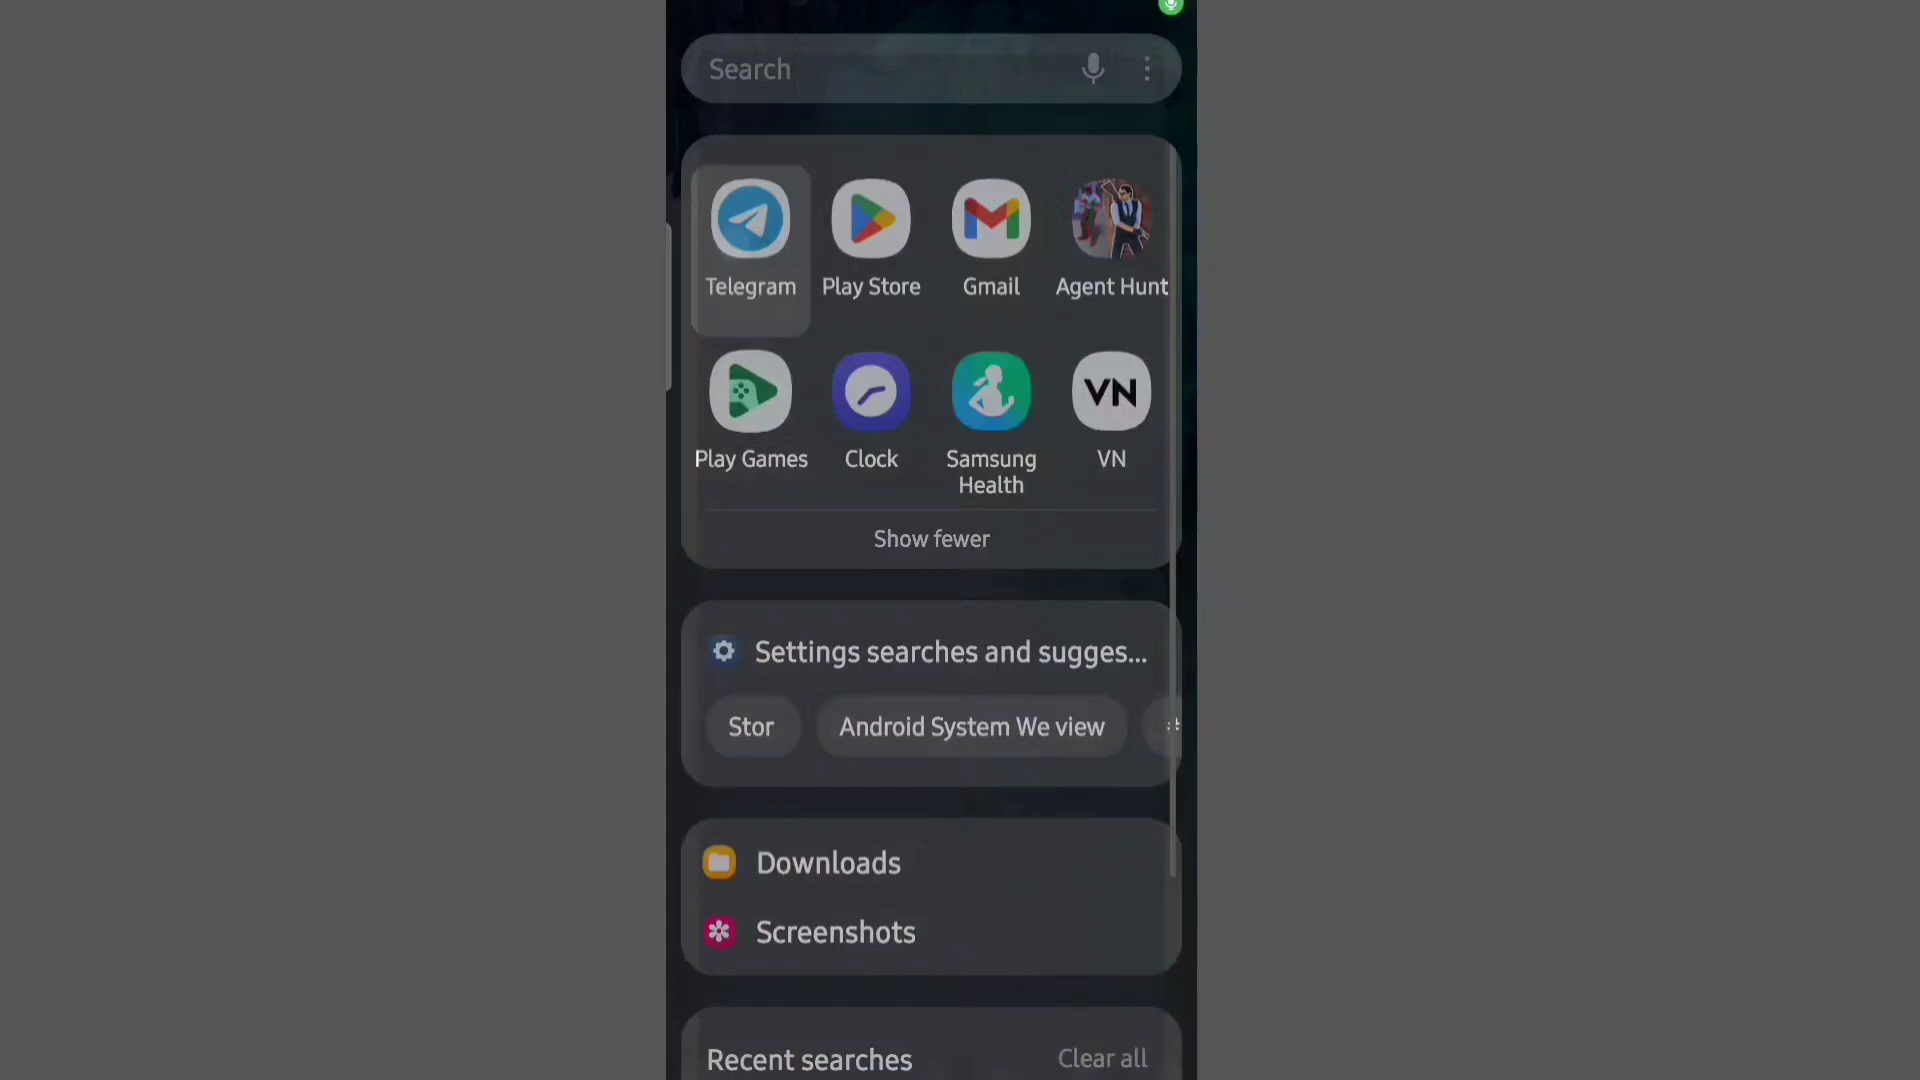 Search
Telegram
Play Store
Gmail
Agent Hunt
Play Games
Clock
Samsung
Health
VN
VN
Show fewer
Settings searches and sugges...
Stor
Android System We view
Downloads
Screenshots
Recent searches
Clear all